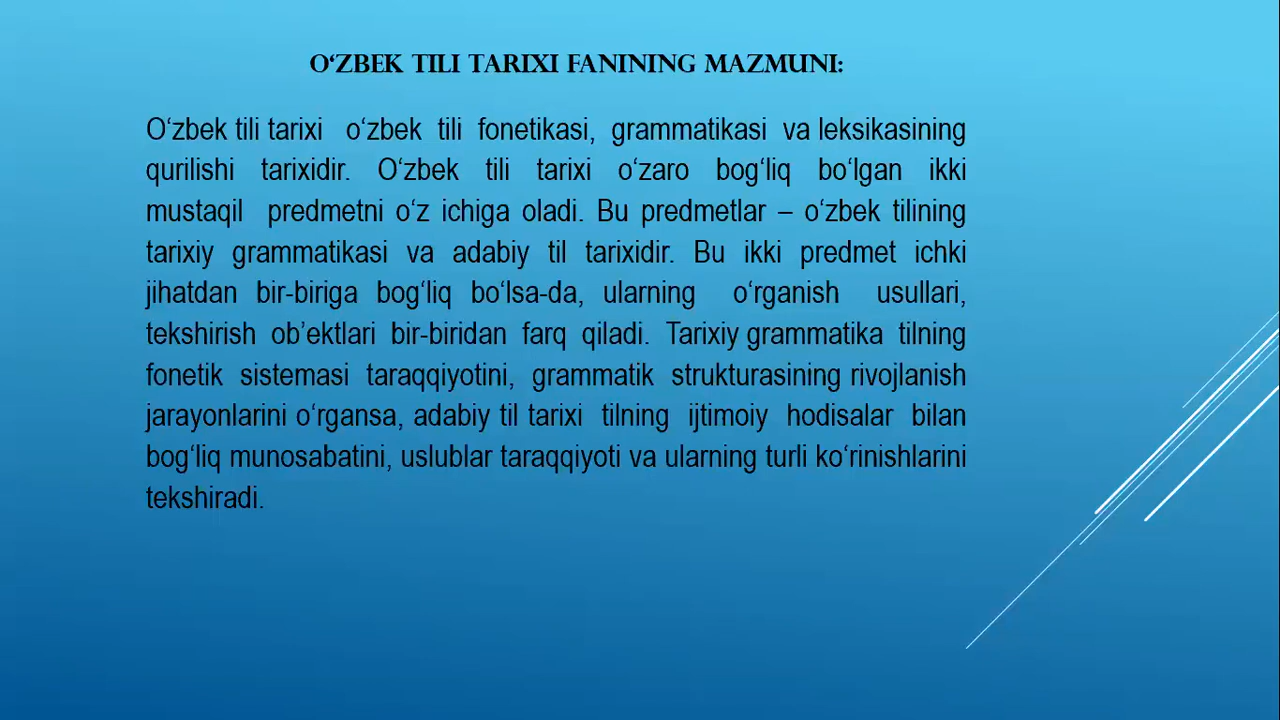 O‘ZBEK TILI TARIXI FANINING MAZMUNI:
O‘zbek tili tarixi o‘zbek tili fonetikasi, grammatikasi va leksikasining
qurilishi tarixidir. O‘zbek tili tarixi o‘zaro bog‘liq bo‘lgan ikki
mustaqil predmetni o‘z ichiga oladi. Bu predmetlar – o‘zbek tilining
tarixiy grammatikasi va adabiy til tarixidir. Bu ikki predmet ichki
jihatdan bir-biriga bog‘liq bo‘lsa-da, ularning o‘rganish usullari,
tekshirish ob’ektlari bir-biridan farq qiladi. Tarixiy grammatika tilning
fonetik sistemasi taraqqiyotini, grammatik strukturasining rivojlanish
jarayonlarini o‘rgansa, adabiy til tarixi tilning ijtimoiy hodisalar bilan
bog‘liq munosabatini, uslublar taraqqiyoti va ularning turli ko‘rinishlarini
tekshiradi.